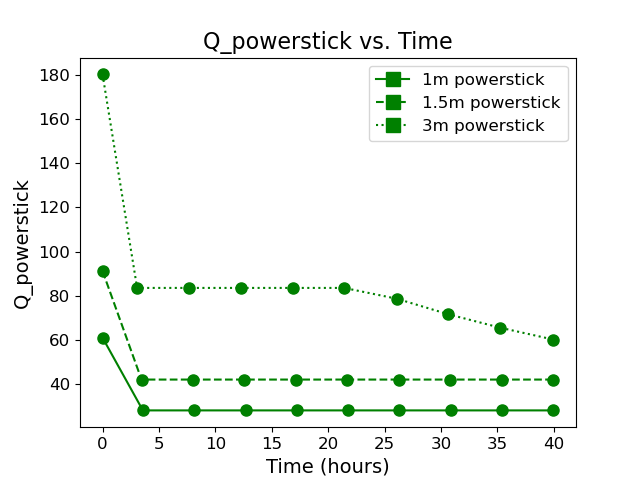 Q_powerstick vs. Time
1m powerstick
1.5m powerstick
3m powerstick
Q_powerstick
180
160
140
120
100
80
60
40
0 5 10 15 20 25 30 35 40
Time (hours)